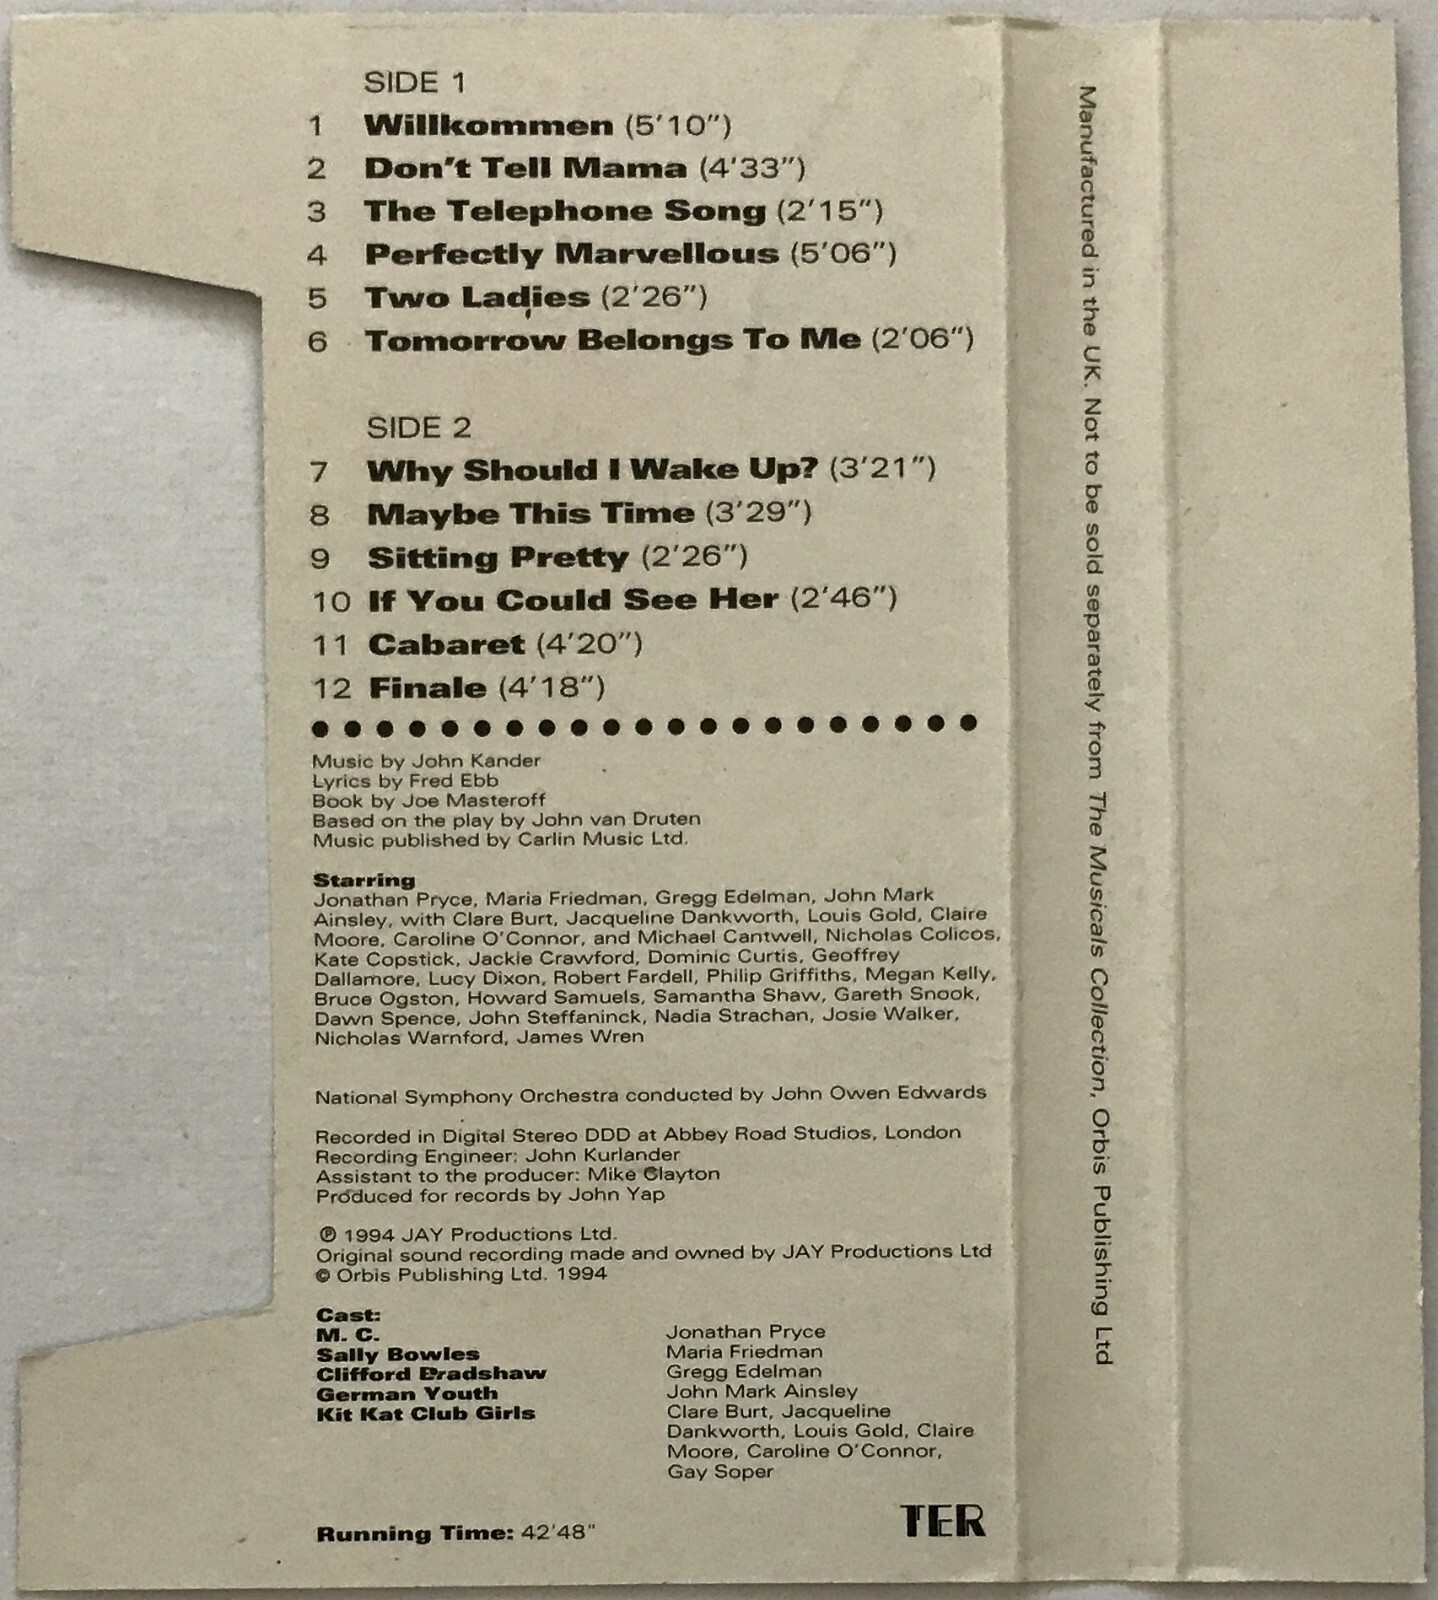 SIDE 1
1 Willkommen (5'10")
2 Don't Tell Mama (4'33")
3 The Telephone Song (2'15")
4 Perfectly Marvellous (5'06")
5 Two Ladies (2'26")
6 Tomorrow Belongs To Me (2'06")
SIDE 2
7 Why Should I Wake Up? (3'21")
8 Maybe This Time (3'29")
9 Sitting Pretty (2'26")
10 If You Could See Her (2'46")
11 Cabaret (4'20")
12 Finale (4'18")
Music by John Kander
Lyrics by Fred Ebb
Book by Joe Masteroff
Based on the play by John van Druten
Music published by Carlin Music Ltd.
Starring
Jonathan Pryce, Maria Friedman, Gregg Edelman, John Mark
Ainsley, with Clare Burt, Jacqueline Dankworth, Louis Gold, Claire
Moore, Caroline O'Connor, and Michael Cantwell, Nicholas Colicos,
Kate Copstick, Jackie Crawford, Dominic Curtis, Geoffrey
Dallamore, Lucy Dixon, Robert Fardell, Philip Griffiths, Megan Kelly,
Bruce Ogston, Howard Samuels, Samantha Shaw, Gareth Snook,
Dawn Spence, John Steffaninck, Nadia Strachan, Josie Walker,
Nicholas Warnford, James Wren
National Symphony Orchestra conducted by John Owen Edwards
Recorded in Digital Stereo DDD at Abbey Road Studios, London
Recording Engineer: John Kurlander
Assistant to the producer: Mike Clayton
Produced for records by John Yap
℗ 1994 JAY Productions Ltd.
Original sound recording made and owned by JAY Productions Ltd
© Orbis Publishing Ltd. 1994
Cast:
M. C. Jonathan Pryce
Sally Bowles Maria Friedman
Clifford Bradshaw Gregg Edelman
German Youth John Mark Ainsley
Kit Kat Club Girls Clare Burt, Jacqueline
Dankworth, Louis Gold, Claire
Moore, Caroline O'Connor,
Gay Soper
TER
Running Time: 42'48"
Manufactured in the UK. Not to be sold separately from The Musicals Collection, Orbis Publishing Ltd